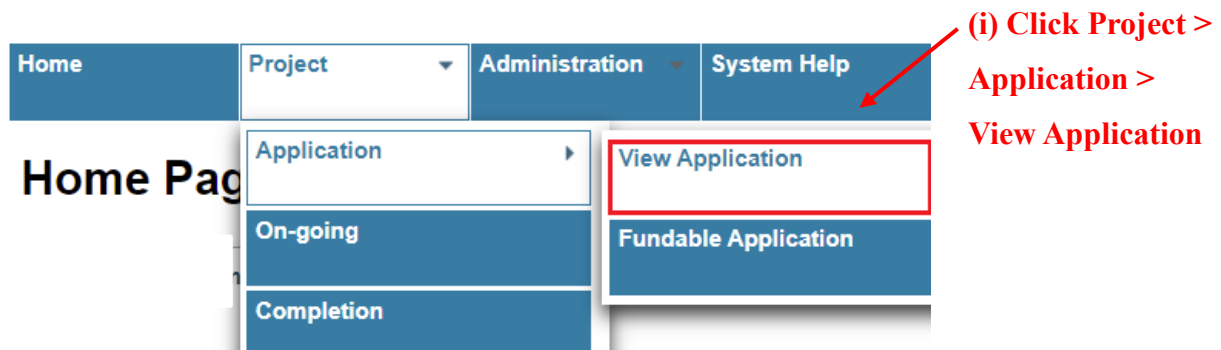 (i) Click Project >
Application >
View Application
Home
Project
Administration
System Help
Home Pag
Application
View Application
On-going
Fundable Application
Completion